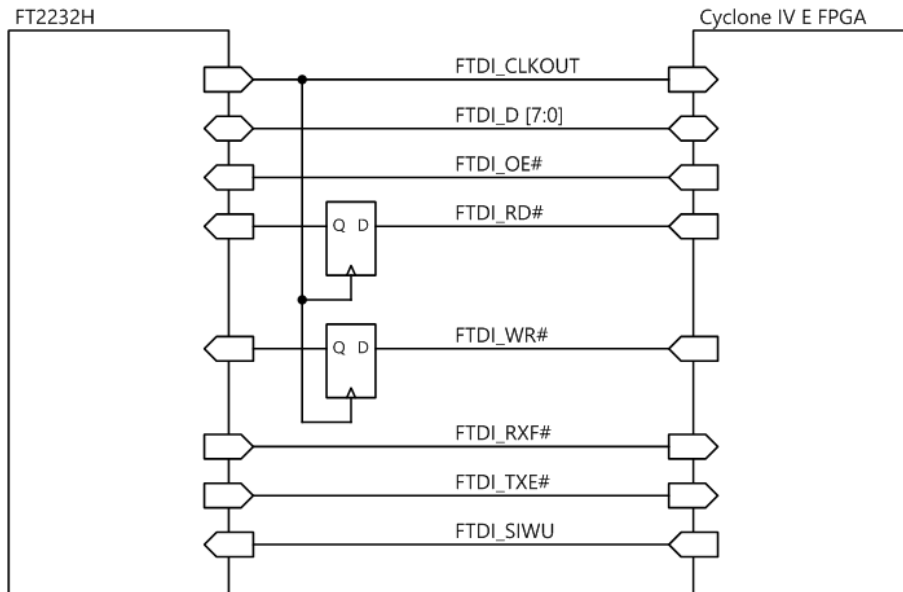 FT2232H
Cyclone IV E FPGA
FTDI_CLKOUT
FTDI_D [7:0]
FTDI_OE#
FTDI_RD#
Q D
FTDI_WR#
Q D
FTDI_RXF#
FTDI_TXE#
FTDI_SIWU